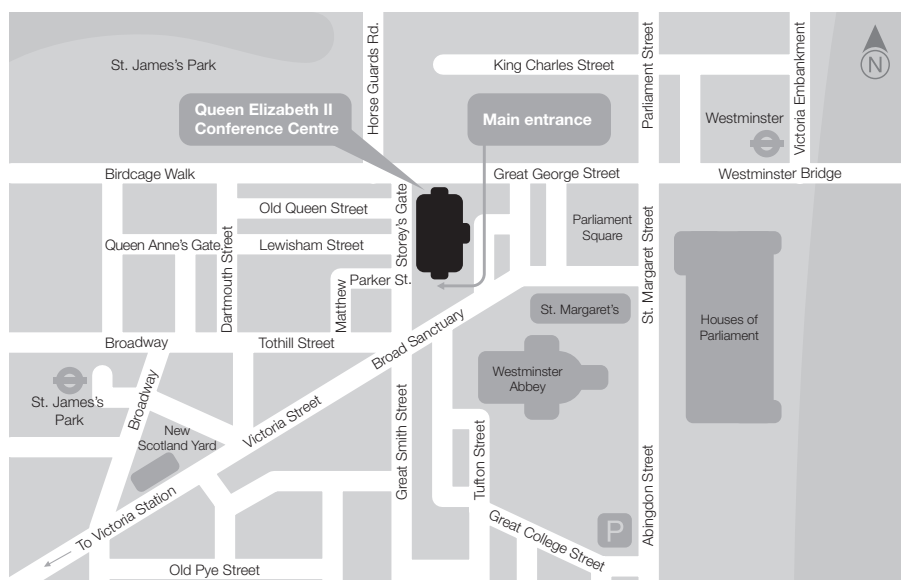 St. James's Park
Horse Guards Rd.
King Charles Street
Parliament Street
Victoria Embankment
N
Queen Elizabeth II
Conference Centre
Main entrance
Westminster
Birdcage Walk
Great George Street
Westminster Bridge
Old Queen Street
Storey's Gate
Parliament
Square
St. Margaret Street
Queen Anne's Gate.
Dartmouth Street
Lewisham Street
Matthew
Parker St.
St. Margaret's
Houses of
Parliament
Broadway
Tothill Street
Broad Sanctuary
Westminster
Abbey
St. James's
Park
Broadway
New
Scotland Yard
Victoria Street
Great Smith Street
Tufton Street
Abingdon Street
To Victoria Station
P
Great College Street
Old Pye Street